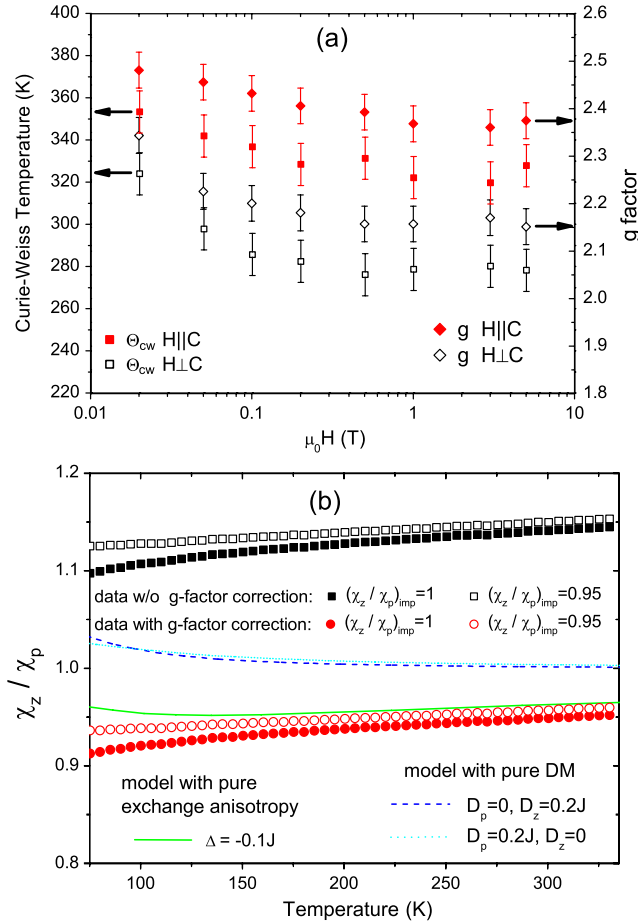 (a)
400
380
360
340
320
300
280
260
240
220
Curie-Weiss Temperature (K)
2.6
2.5
2.4
2.3
2.2
2.1
2.0
1.9
1.8
g factor
Θcw H||C
Θcw H⊥C
g H||C
g H⊥C
0.01 0.1 1 10
μ₀H (T)
(b)
1.2
1.1
1.0
0.9
0.8
χz / χp
data w/o g-factor correction: (χz / χp)imp=1 (χz / χp)imp=0.95
data with g-factor correction: (χz / χp)imp=1 (χz / χp)imp=0.95
model with pure
exchange anisotropy
Δ = -0.1J
model with pure DM
Dp=0, Dz=0.2J
Dp=0.2J, Dz=0
100 150 200 250 300
Temperature (K)